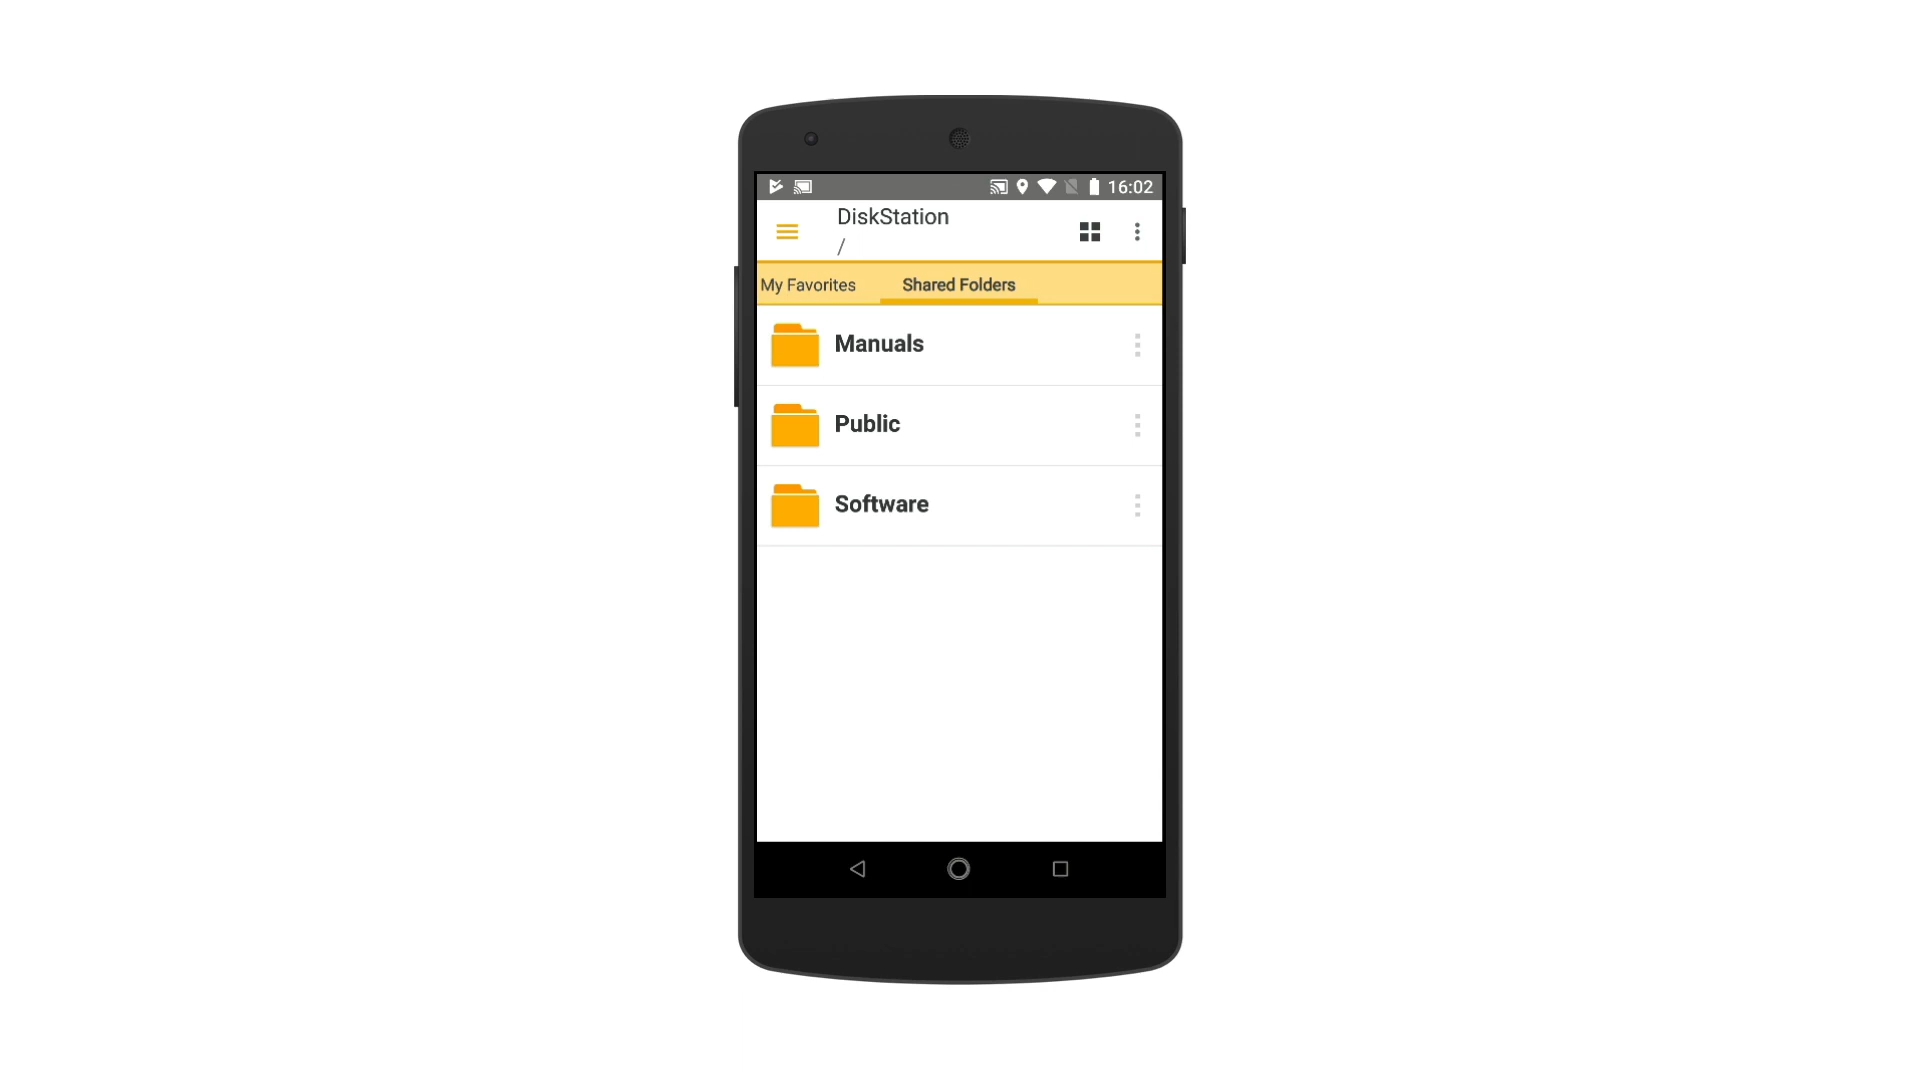 16:02
DiskStation
/
My Favorites Shared Folders
Manuals
Public
Software